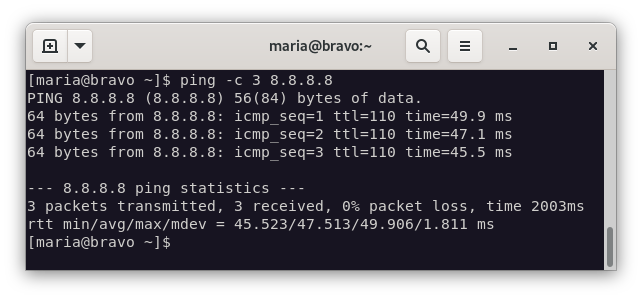 maria@bravo:~
[maria@bravo ~]$ ping -c 3 8.8.8.8
PING 8.8.8.8 (8.8.8.8) 56(84) bytes of data.
64 bytes from 8.8.8.8: icmp_seq=1 ttl=110 time=49.9 ms
64 bytes from 8.8.8.8: icmp_seq=2 ttl=110 time=47.1 ms
64 bytes from 8.8.8.8: icmp_seq=3 ttl=110 time=45.5 ms
--- 8.8.8.8 ping statistics ---
3 packets transmitted, 3 received, 0% packet loss, time 2003ms
rtt min/avg/max/mdev = 45.523/47.513/49.906/1.811 ms
[maria@bravo ~]$